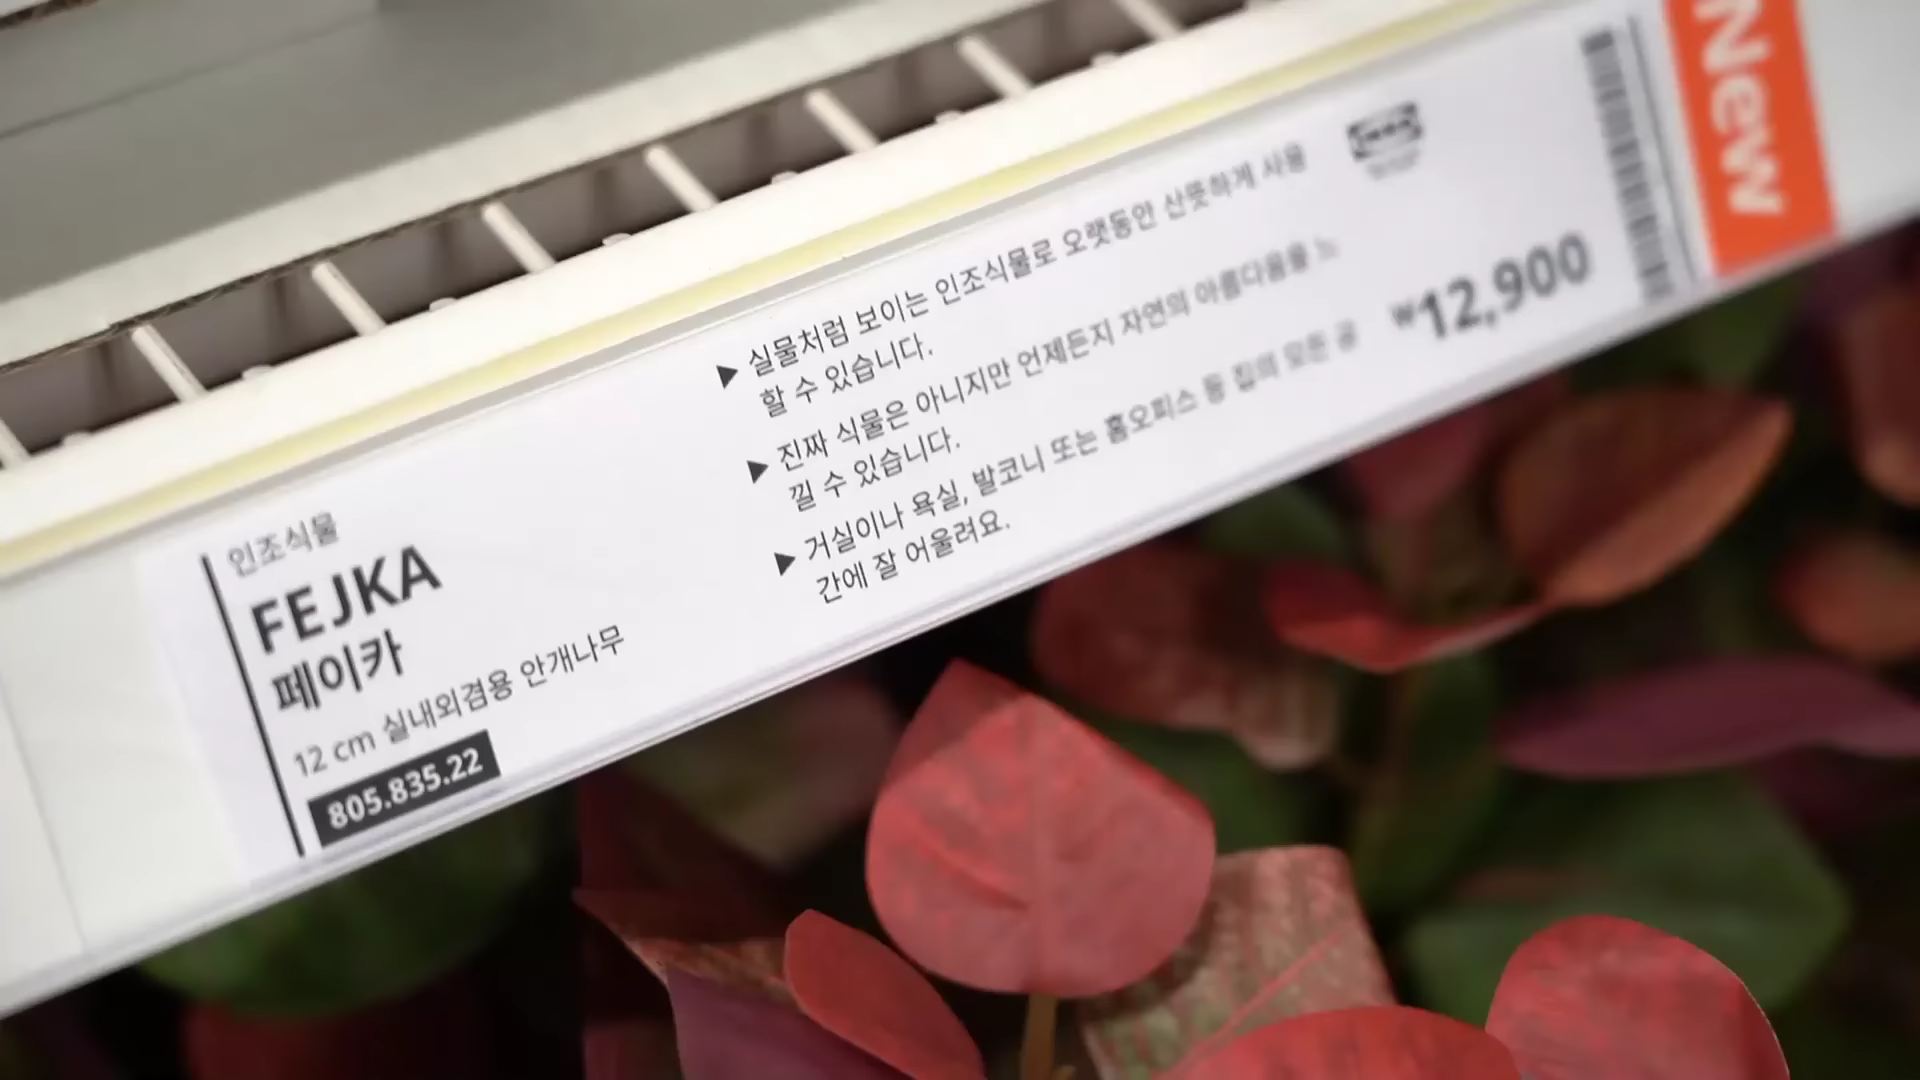 인조식물
FEJKA
페이카
12 cm 실내외겸용 안개나무
805.835.22
▶ 실물처럼 보이는 인조식물로 오랫동안 산뜻하게 사용
할 수 있습니다.
▶ 진짜 식물은 아니지만 언제든지 자연의 아름다움을 느
낄 수 있습니다.
▶ 거실이나 욕실, 발코니 또는 홈오피스 등 집의 모든 공
간에 잘 어울려요.
₩12,900
New